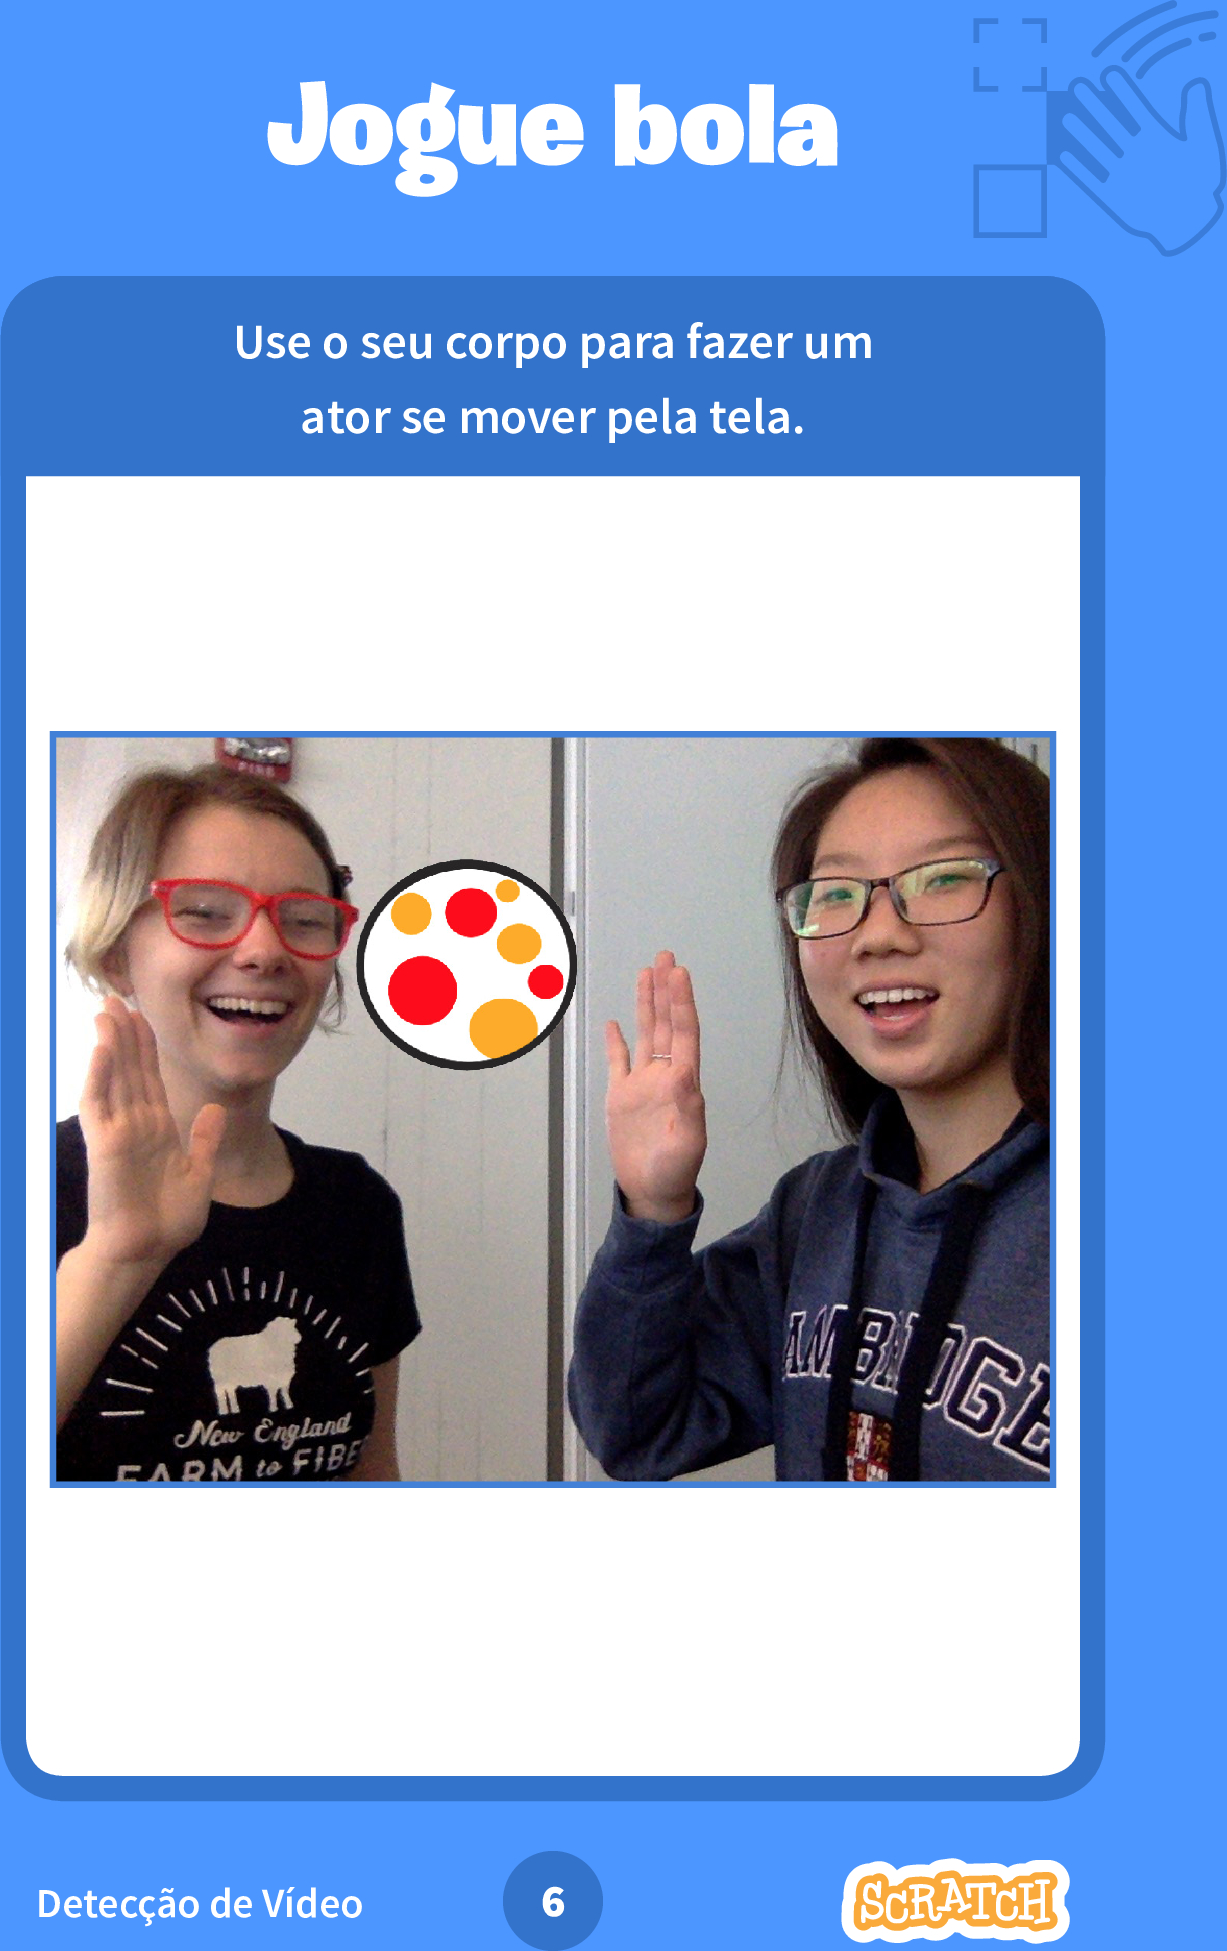 Jogue bola
Use o seu corpo para fazer um
ator se mover pela tela.
New England
FARM to FIBE
AMBRIDGE
Detecção de Vídeo
6
SCRATCH